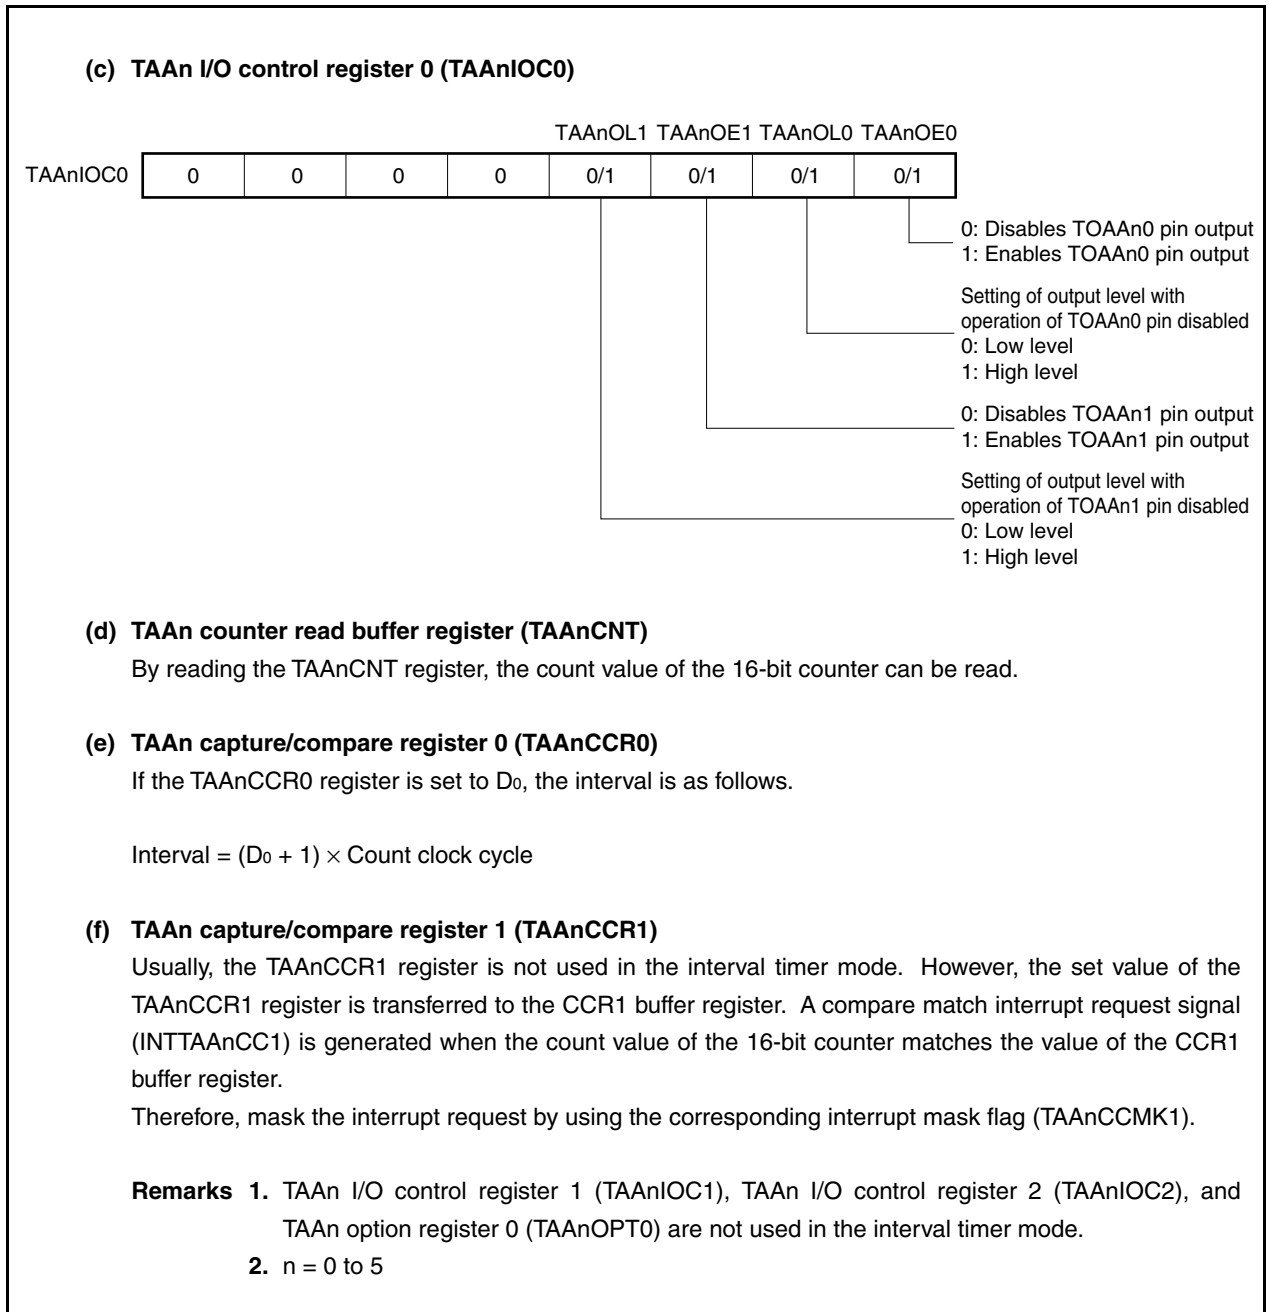 (c) TAAn I/O control register 0 (TAAnIOC0)
TAAnOL1 TAAnOE1 TAAnOL0 TAAnOE0
TAAnIOC0 0 0 0 0 0/1 0/1 0/1 0/1
0: Disables TOAAn0 pin output
1: Enables TOAAn0 pin output
Setting of output level with
operation of TOAAn0 pin disabled
0: Low level
1: High level
0: Disables TOAAn1 pin output
1: Enables TOAAn1 pin output
Setting of output level with
operation of TOAAn1 pin disabled
0: Low level
1: High level
(d) TAAn counter read buffer register (TAAnCNT)
By reading the TAAnCNT register, the count value of the 16-bit counter can be read.
(e) TAAn capture/compare register 0 (TAAnCCR0)
If the TAAnCCR0 register is set to D0, the interval is as follows.
Interval = (D0 + 1) × Count clock cycle
(f) TAAn capture/compare register 1 (TAAnCCR1)
Usually, the TAAnCCR1 register is not used in the interval timer mode. However, the set value of the
TAAnCCR1 register is transferred to the CCR1 buffer register. A compare match interrupt request signal
(INTTAAnCC1) is generated when the count value of the 16-bit counter matches the value of the CCR1
buffer register.
Therefore, mask the interrupt request by using the corresponding interrupt mask flag (TAAnCCMK1).
Remarks 1. TAAn I/O control register 1 (TAAnIOC1), TAAn I/O control register 2 (TAAnIOC2), and
TAAn option register 0 (TAAnOPT0) are not used in the interval timer mode.
2. n = 0 to 5